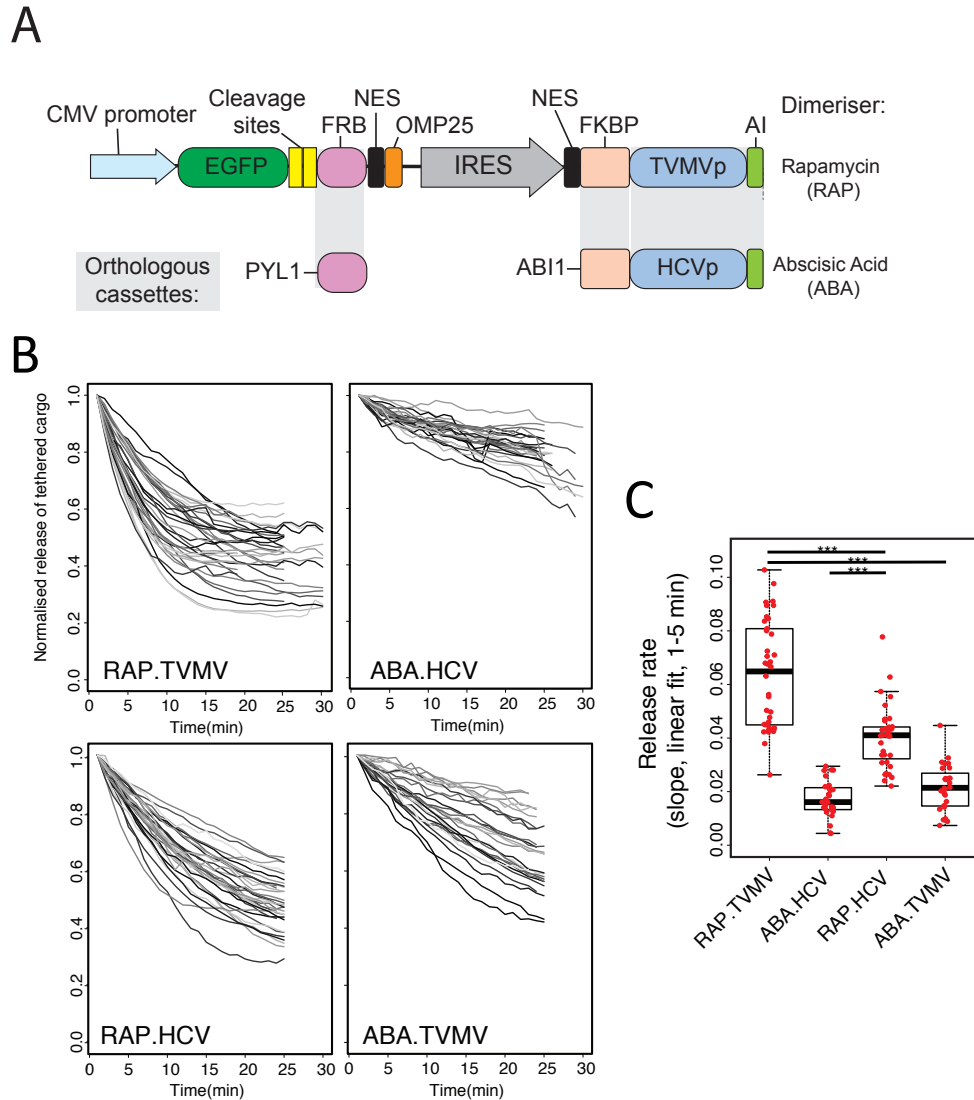 A
CMV promoter
Cleavage
sites
FRB
NES
OMP25
NES
FKBP
AI
Dimeriser:
EGFP
IRES
TVMVp
Rapamycin
(RAP)
Orthologous
cassettes:
PYL1
ABI1
HCVp
Abscisic Acid
(ABA)
B
Normalised release of tethered cargo
0.0 0.2 0.4 0.6 0.8 1.0
RAP.TVMV
0 5 10 15 20 25 30
Time(min)
ABA.HCV
0 5 10 15 20 25 30
Time(min)
0.0 0.2 0.4 0.6 0.8 1.0
RAP.HCV
0 5 10 15 20 25 30
Time(min)
ABA.TVMV
0 5 10 15 20 25 30
Time(min)
C
Release rate
(slope, linear fit, 1-5 min)
0.00 0.02 0.04 0.06 0.08 0.10
***
***
***
RAP.TVMV
ABA.HCV
RAP.HCV
ABA.TVMV